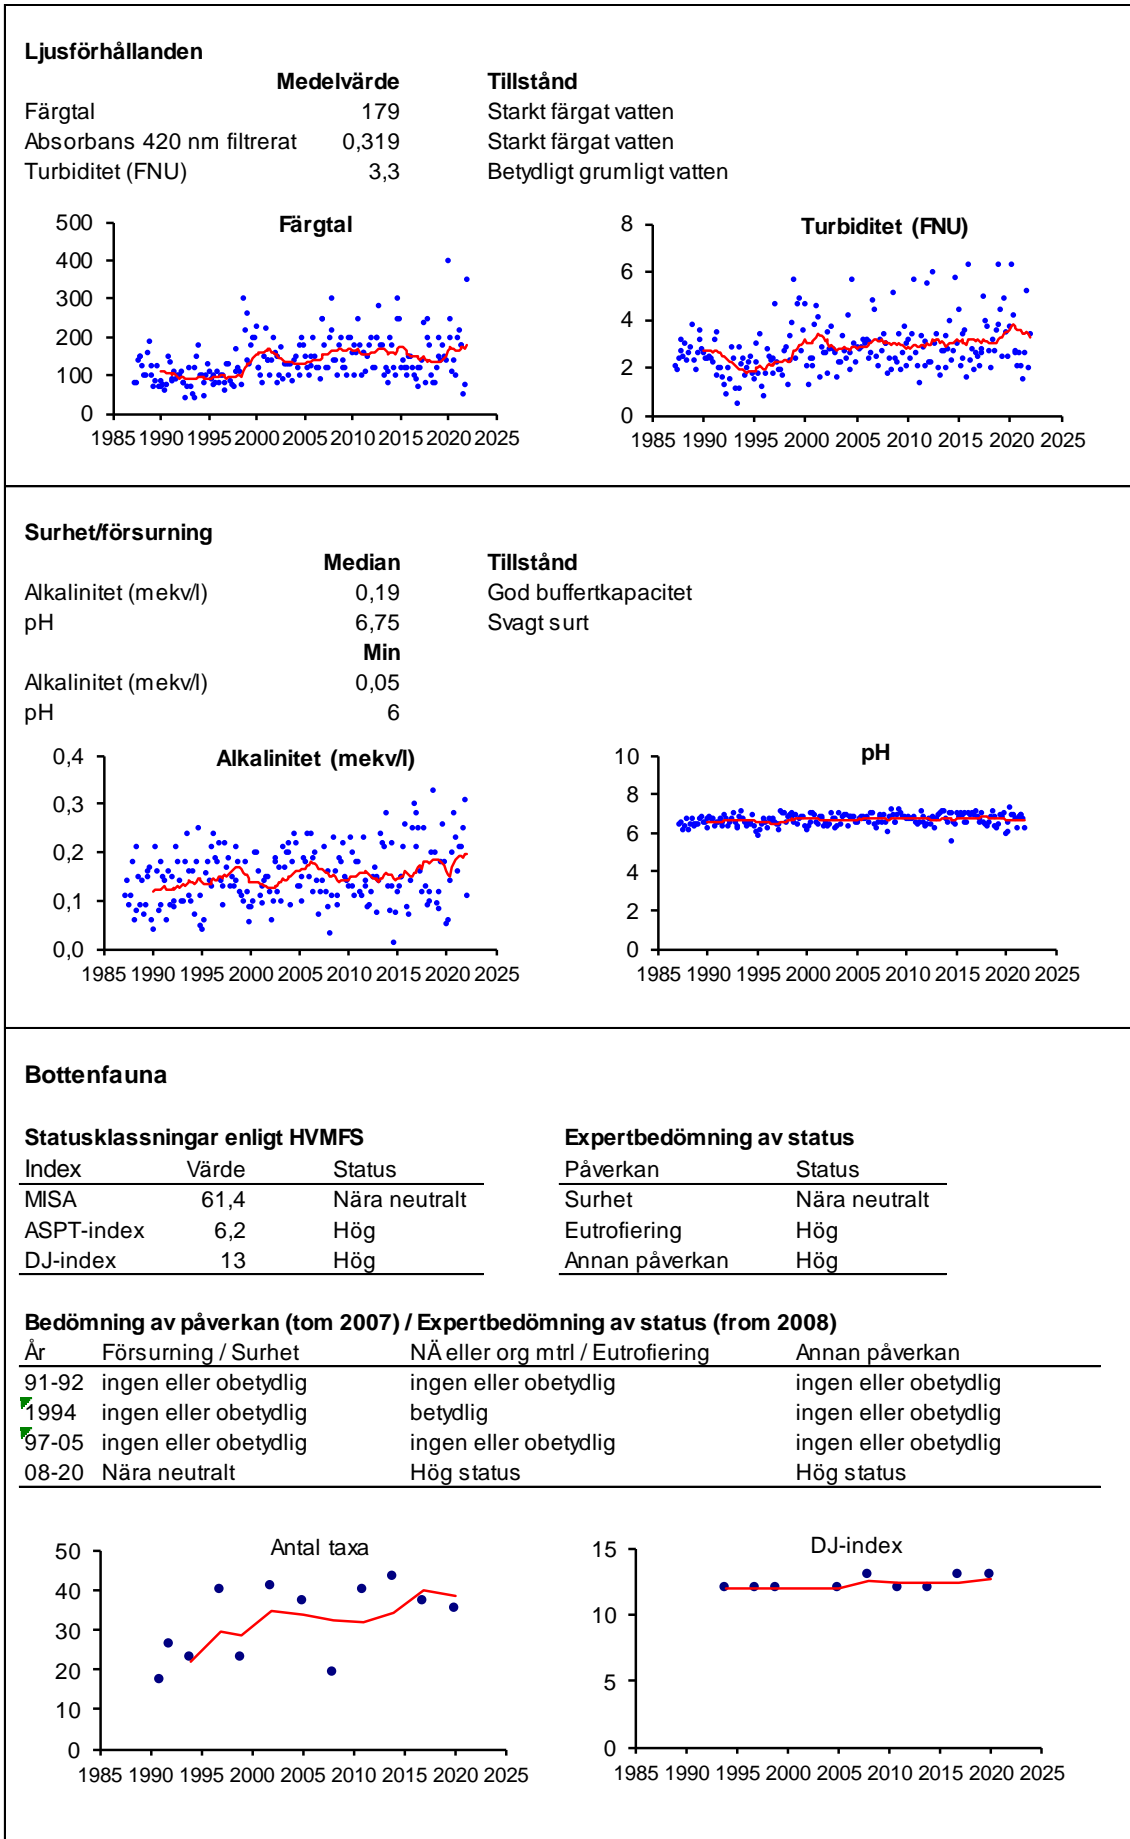 Ljusförhållanden
Medelvärde Tillstånd
Färgtal 179 Starkt färgat vatten
Absorbans 420 nm filtrerat 0,319 Starkt färgat vatten
Turbiditet (FNU) 3,3 Betydligt grumligt vatten
Färgtal
500
400
300
200
100
0
1985 1990 1995 2000 2005 2010 2015 2020 2025
Turbiditet (FNU)
8
6
4
2
0
1985 1990 1995 2000 2005 2010 2015 2020 2025
Surhet/försurning
Median Tillstånd
Alkalinitet (mekv/l) 0,19 God buffertkapacitet
pH 6,75 Svagt surt
Min
Alkalinitet (mekv/l) 0,05
pH 6
Alkalinitet (mekv/l)
0,4
0,3
0,2
0,1
0,0
1985 1990 1995 2000 2005 2010 2015 2020 2025
pH
10
8
6
4
2
0
1985 1990 1995 2000 2005 2010 2015 2020 2025
Bottenfauna
Statusklassningar enligt HVMFS
Index Värde Status
MISA 61,4 Nära neutralt
ASPT-index 6,2 Hög
DJ-index 13 Hög
Expertbedömning av status
Påverkan Status
Surhet Nära neutralt
Eutrofiering Hög
Annan påverkan Hög
Bedömning av påverkan (tom 2007) / Expertbedömning av status (from 2008)
År Försurning / Surhet NÄ eller org mtrl / Eutrofiering Annan påverkan
91-92 ingen eller obetydlig ingen eller obetydlig ingen eller obetydlig
1994 ingen eller obetydlig betydlig ingen eller obetydlig
97-05 ingen eller obetydlig ingen eller obetydlig ingen eller obetydlig
08-20 Nära neutralt Hög status Hög status
Antal taxa
50
40
30
20
10
0
1985 1990 1995 2000 2005 2010 2015 2020 2025
DJ-index
15
10
5
0
1985 1990 1995 2000 2005 2010 2015 2020 2025